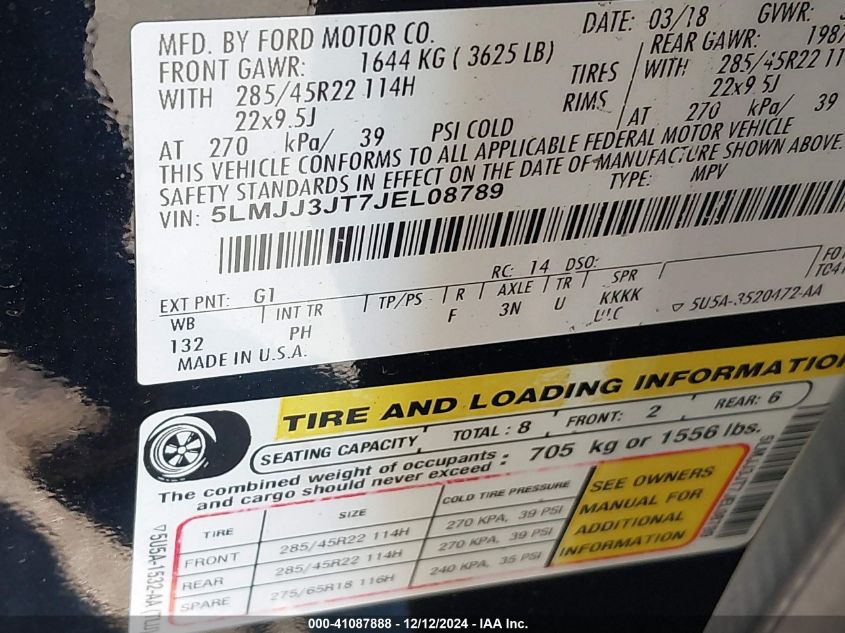 MFD. BY FORD MOTOR CO.
DATE: 03/18 GVWR:
FRONT GAWR: 1644 KG ( 3625 LB)
REAR GAWR: 198
WITH 285/45R22 114H TIRES WITH 285/45R22
22x9.5J RIMS 22x9.5J
AT 270 kPa/ 39 PSI COLD AT 270 kPa/ 39
THIS VEHICLE CONFORMS TO ALL APPLICABLE FEDERAL MOTOR VEHICLE
SAFETY STANDARDS IN EFFECT ON THE DATE OF MANUFACTURE SHOWN ABOVE.
VIN: 5LMJJ3JT7JEL08789 TYPE: MPV
RC: 14 DSO:
EXT PNT: G1
WB INT TR TP/PS R AXLE TR SPR
132 PH F 3N U KKKK
MADE IN U.S.A.
5U5A-3520472-AA
TIRE AND LOADING INFORMATION
SEATING CAPACITY TOTAL : 8 FRONT: 2 REAR: 6
The combined weight of occupants : 705 kg or 1556 lbs.
and cargo should never exceed
TIRE SIZE COLD TIRE PRESSURE
FRONT 285/45R22 114H 270 KPA, 39 PSI
REAR 285/45R22 114H 270 KPA, 39 PSI
SPARE 275/65R18 116H 240 KPA, 35 PSI
SEE OWNERS
MANUAL FOR
ADDITIONAL
INFORMATION
5U5A-1532-AA
000-41087888 - 12/12/2024 - IAA Inc.